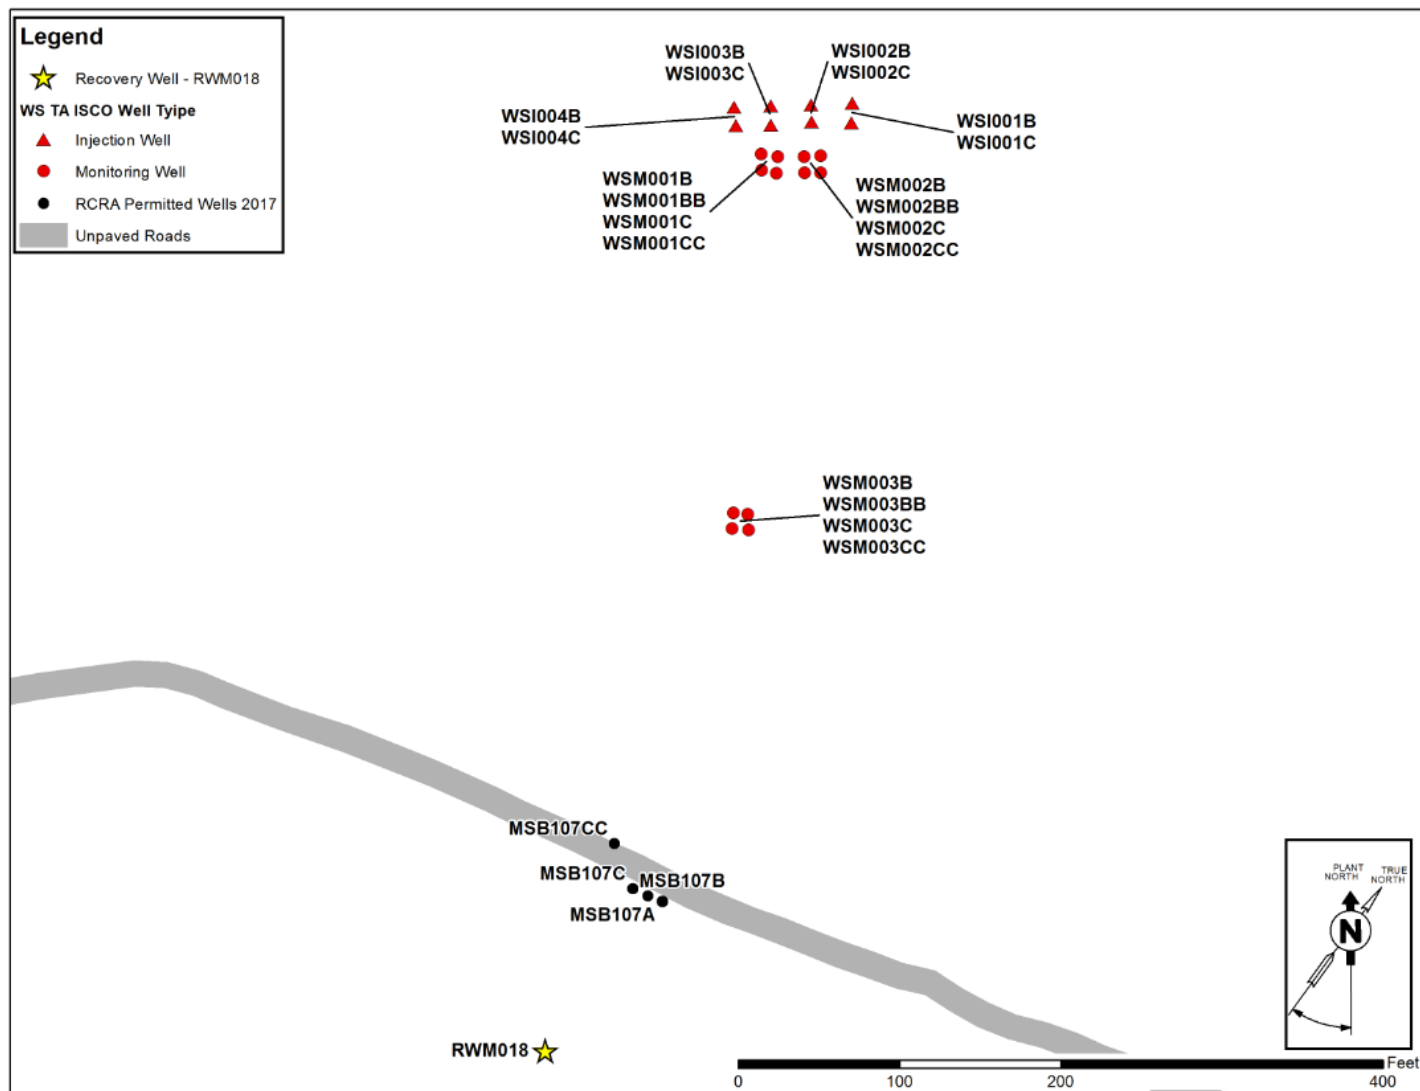 Legend
Recovery Well - RWM018
WS TA ISCO Well Tyipe
Injection Well
Monitoring Well
RCRA Permitted Wells 2017
Unpaved Roads
WSI003B
WSI003C
WSI002B
WSI002C
WSI004B
WSI004C
WSI001B
WSI001C
WSM001B
WSM001BB
WSM001C
WSM001CC
WSM002B
WSM002BB
WSM002C
WSM002CC
WSM003B
WSM003BB
WSM003C
WSM003CC
MSB107CC
MSB107C
MSB107B
MSB107A
RWM018
PLANT
NORTH
TRUE
NORTH
N
Feet
0
100
200
400